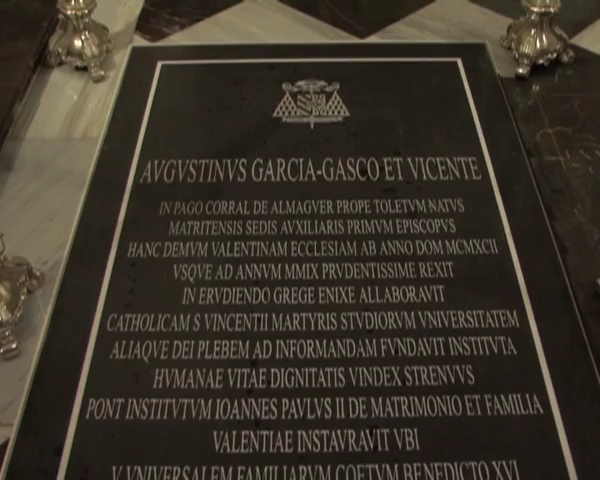 AVGVSTINVS GARCIA-GASCO ET VICENTE
IN PAGO CORRAL DE ALMAGVER PROPE TOLETVM NATVS
MATRITENSIS SEDIS AVXILIARIS PRIMVM EPISCOPVS
HANC DEMVM VALENTINAM ECCLESIAM AB ANNO DOM MCMXCII
VSQVE AD ANNVM MMIX PRVDENTISSIME REXIT
IN ERVDIENDO GREGE ENIXE ALLABORAVIT
CATHOLICAM S VINCENTII MARTYRIS STVDIORVM VNIVERSITATEM
ALIAQVE DEI PLEBEM AD INFORMANDAM FVNDAVIT INSTITVTA
HVMANAE VITAE DIGNITATIS VINDEX STRENVVS
PONT INSTITVTVM IOANNES PAVLVS II DE MATRIMONIO ET FAMILIA
VALENTIAE INSTAVRAVIT VBI
V VNIVERSALEM FAMILIARVM COETVM BENEDICTO XVI